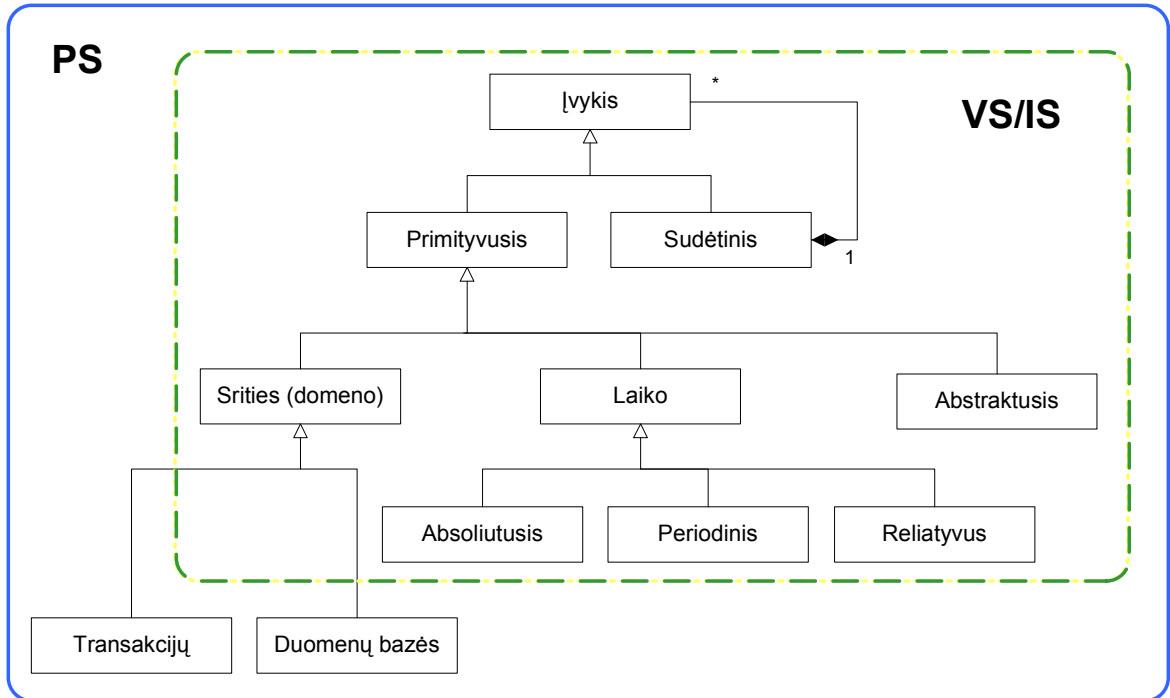 PS
*
Įvykis
VS/IS
Primityvusis
Sudėtinis
1
Srities (domeno)
Laiko
Abstraktusis
Absoliutusis
Periodinis
Reliatyvus
Transakcijų
Duomenų bazės